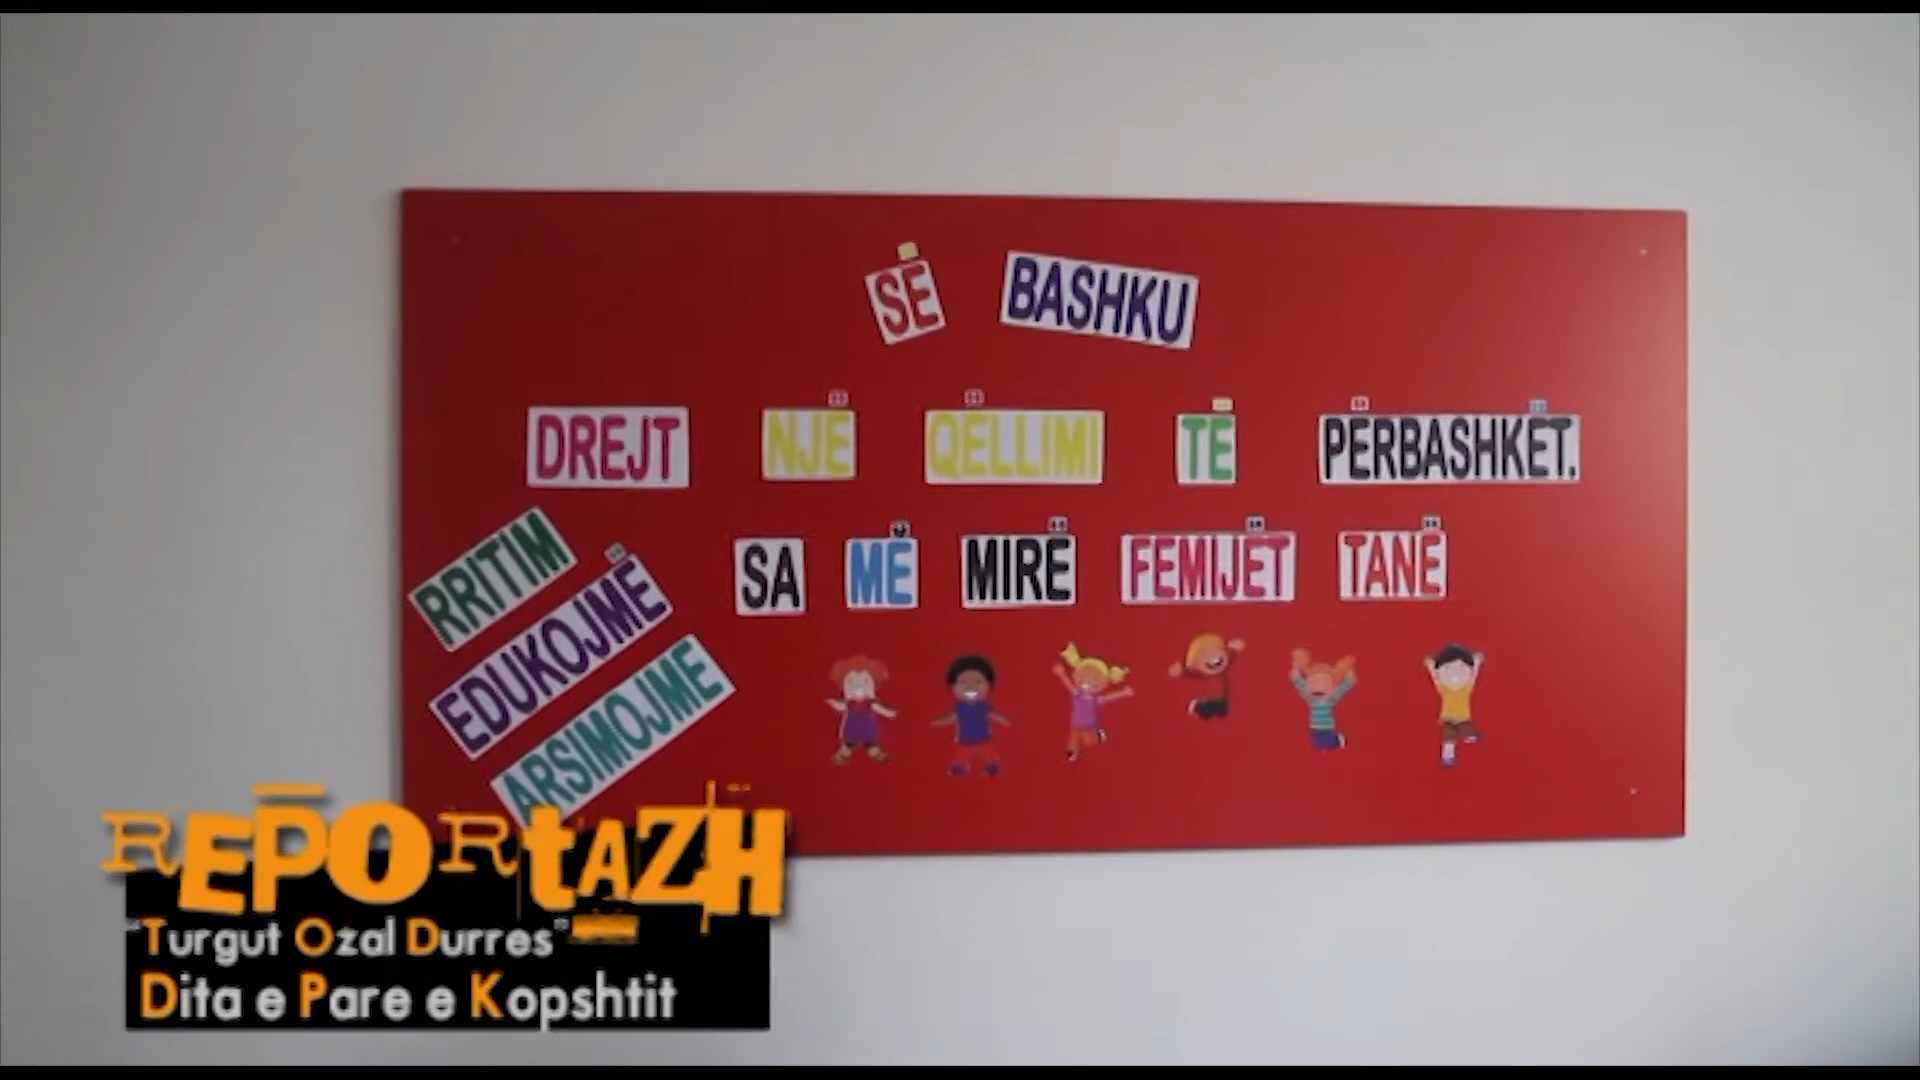 SË BASHKU
DREJT NJË QËLLIMI TË PËRBASHKËT.
RRITIM
EDUKOJMË
ARSIMOJME
SA MË MIRË FEMIJËT TANË
REPORTAZH
"Turgut Ozal Durres"
Dita e Pare e Kopshtit